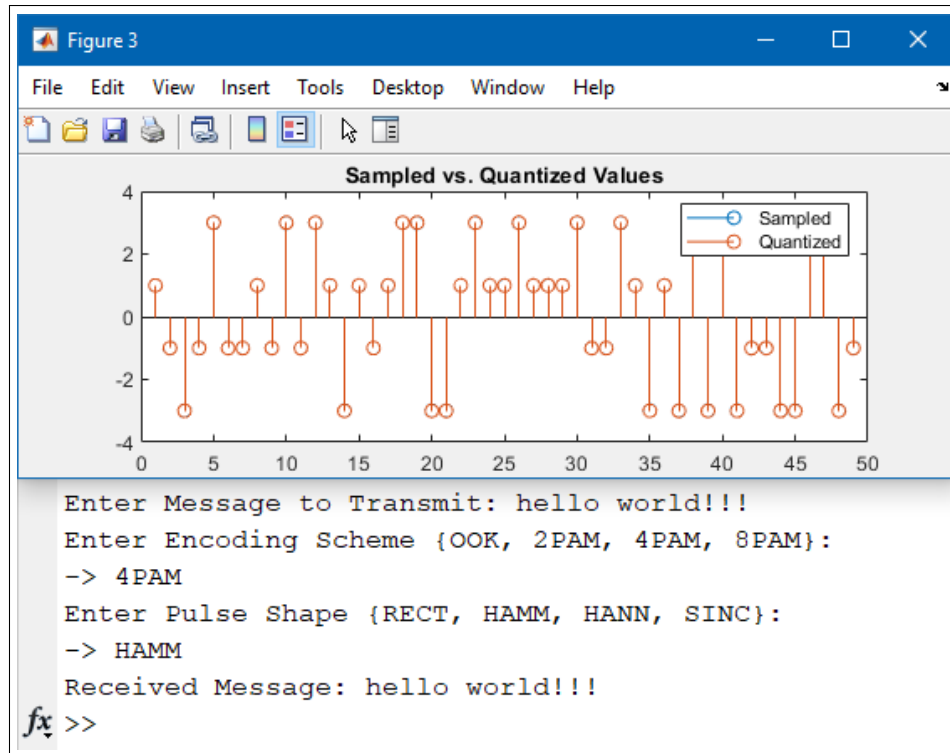 Figure 3
File Edit View Insert Tools Desktop Window Help
Sampled vs. Quantized Values
4
2
0
-2
-4
Sampled
Quantized
0 5 10 15 20 25 30 35 40 45 50
Enter Message to Transmit: hello world!!!
Enter Encoding Scheme {OOK, 2PAM, 4PAM, 8PAM}:
-> 4PAM
Enter Pulse Shape {RECT, HAMM, HANN, SINC}:
-> HAMM
Received Message: hello world!!!
fx >>